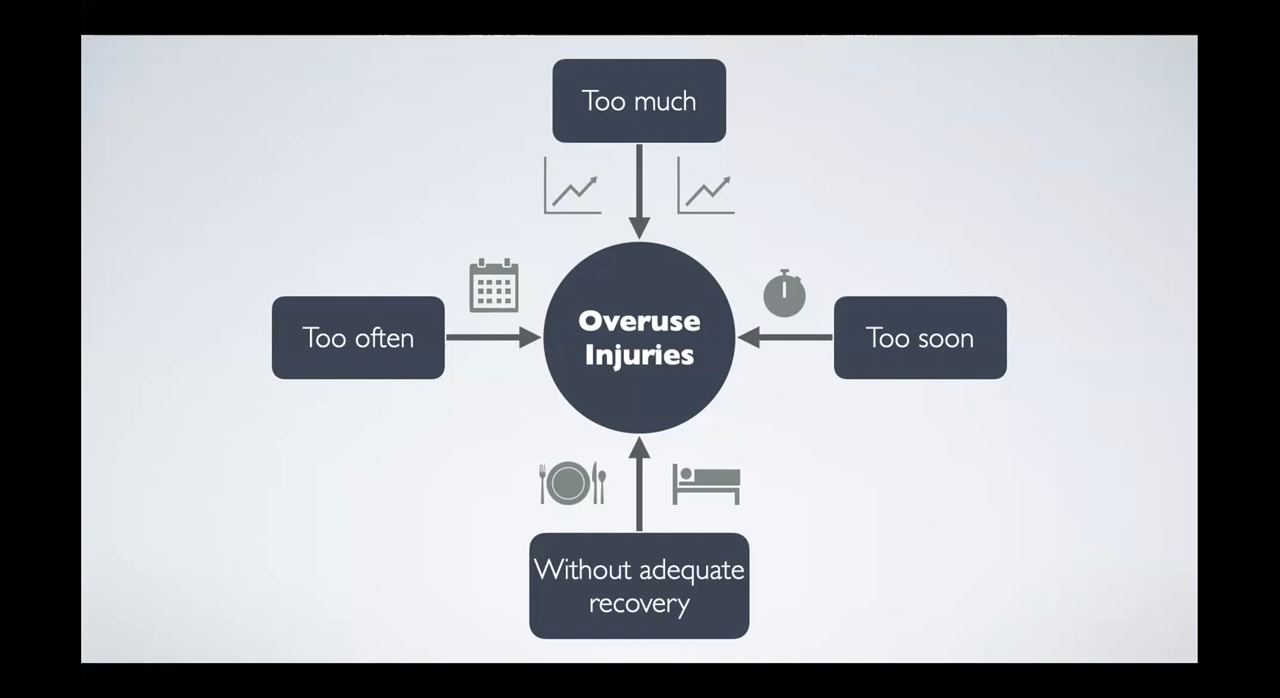 Too much
Too often
Overuse
Injuries
Too soon
Without adequate
recovery